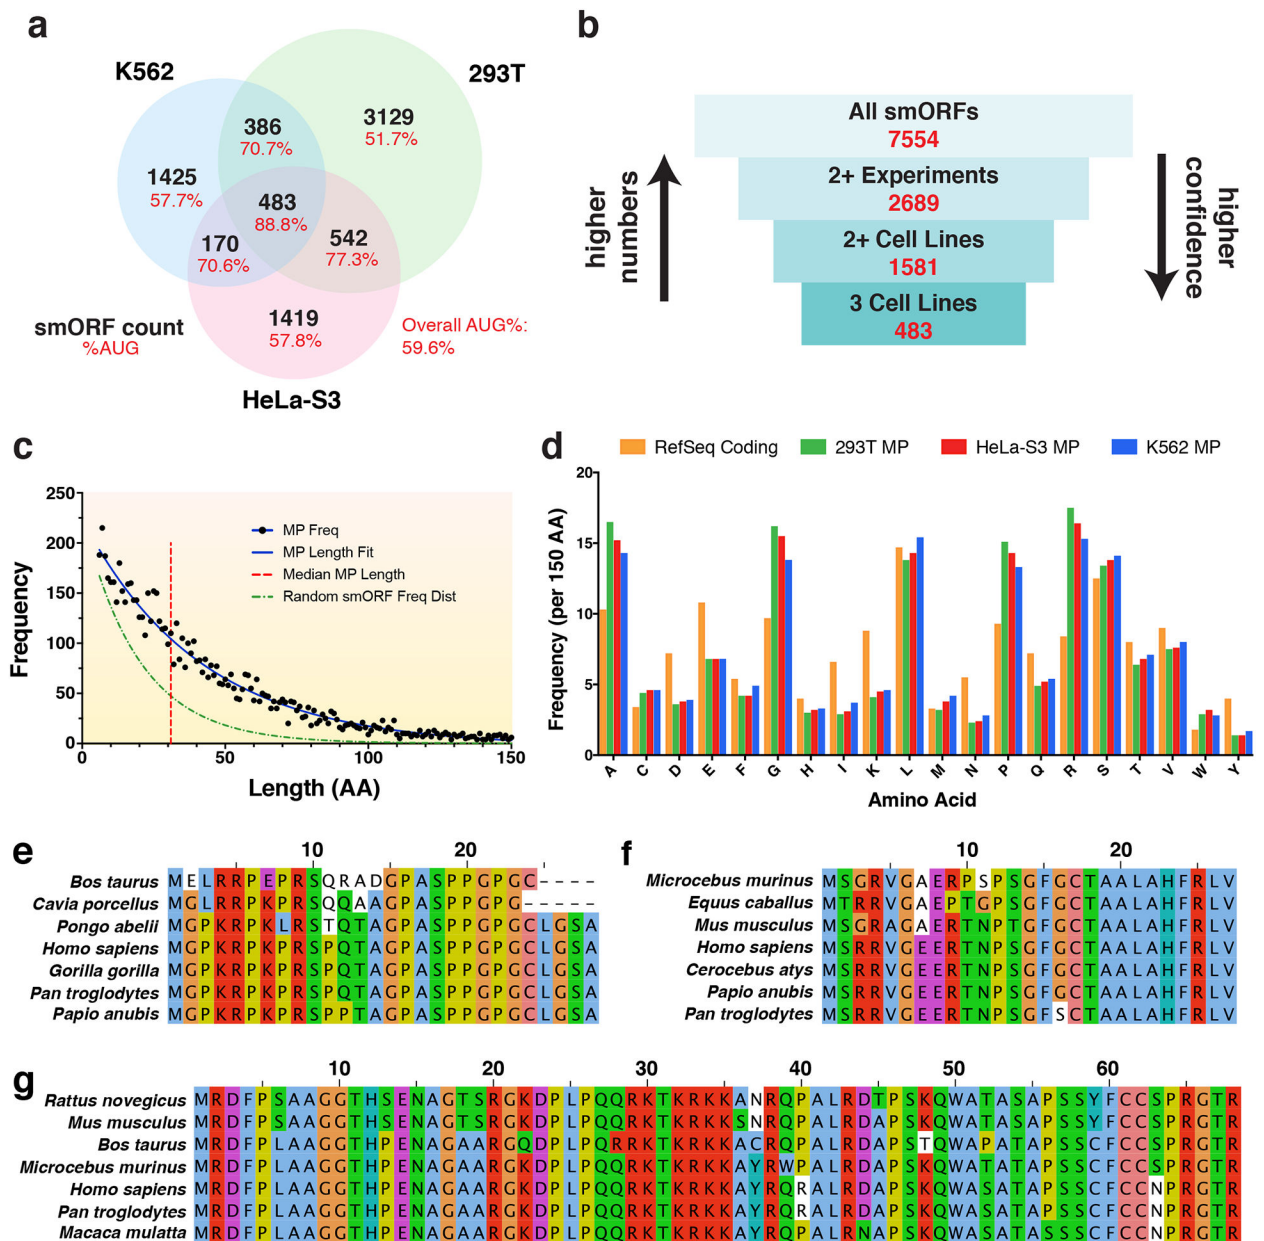 a
K562
293T
386
70.7%
3129
51.7%
1425
57.7%
483
88.8%
170
70.6%
542
77.3%
1419
57.8%
smORF count
%AUG
Overall AUG%:
59.6%
HeLa-S3
b
All smORFs
7554
2+ Experiments
2689
2+ Cell Lines
1581
3 Cell Lines
483
higher
numbers
higher
confidence
c
250
200
150
100
50
0
0 50 100 150
Frequency
Length (AA)
MP Freq
MP Length Fit
Median MP Length
Random smORF Freq Dist
d
RefSeq Coding 293T MP HeLa-S3 MP K562 MP
20
15
10
5
0
Frequency (per 150 AA)
A C D E F G H I K L M N P Q R S T V W Y
Amino Acid
e
10 20
Bos taurus MELRRPEPRSQRADGPASPPGPGC----
Cavia porcellus MGLRRPKPRSQQAAGPASPPGPG-----
Pongo abelii MGPKRPKLRSTQTAGPASPPGPGCLGSA
Homo sapiens MGPKRPKPRSPQTAGPASPPGPGCLGSA
Gorilla gorilla MGPKRPKPRSPQTAGPASPPGPGCLGSA
Pan troglodytes MGPKRPKPRSPQTAGPASPPGPGCLGSA
Papio anubis MGPKRPKPRSPPTAGPASPPGPGCLGSA
f
10 20
Microcebus murinus MSGRVGAERPSPSGFGCTAALAHFRLV
Equus caballus MTRRVGAEPTGPSGFGCTAALAHFRLV
Mus musculus MSGRAGAERTNPTGFGCTAALAHFRLV
Homo sapiens MSRRVGEERTNPSGFGCTAALAHFRLV
Cerocebus atys MSRRVGEERTNPSGFGCTAALAHFRLV
Papio anubis MSRRVGEERTNPSGFGCTAALAHFRLV
Pan troglodytes MSRRVGEERTNPSGFSCTAALAHFRLV
g
10 20 30 40 50 60
Rattus novegicus MRDFPSAAGGTHSENAGTSRGKDPLPQQRKTKRKKANRQPALRDTPSKQWATASAPSSYFCCSPRGTR
Mus musculus MRDFPSAAGGTHSENAGTSRGKDPLPQQRKTKRKKSNRQPALRDAPSKQWATASAPSSYFCCSPRGTR
Bos taurus MRDFPLAAGGTHSENAGAARGQDPLPQRRKTKRKKACRQPALRDAPSTQWAPATAPSSCFCCSPRGTR
Microcebus murinus MRDFPLAAGGTHPENAGAARGKDPLPQQRKTKRKKAYRWPALRDAPSKQWATATAPSSCFCCSPRGTR
Homo sapiens MRDFPLAAGGTHPENAGAARGKDPLPQQRKTKRKKAYRQRALRDAPSKQWASATAPSSCFCCNPRGTR
Pan troglodytes MRDFPLAAGGTHPENAGAARGKDPLPQQRKTKRKKAYRQRALRDAPSKQWASATAPSSCFCCNPRGTR
Macaca mulatta MRDFPLAAGGTHPENAGAARGKDPLPQQRKTKRKKAYRQPALRNAPSKQWASATASSSCFCCNPRGTR